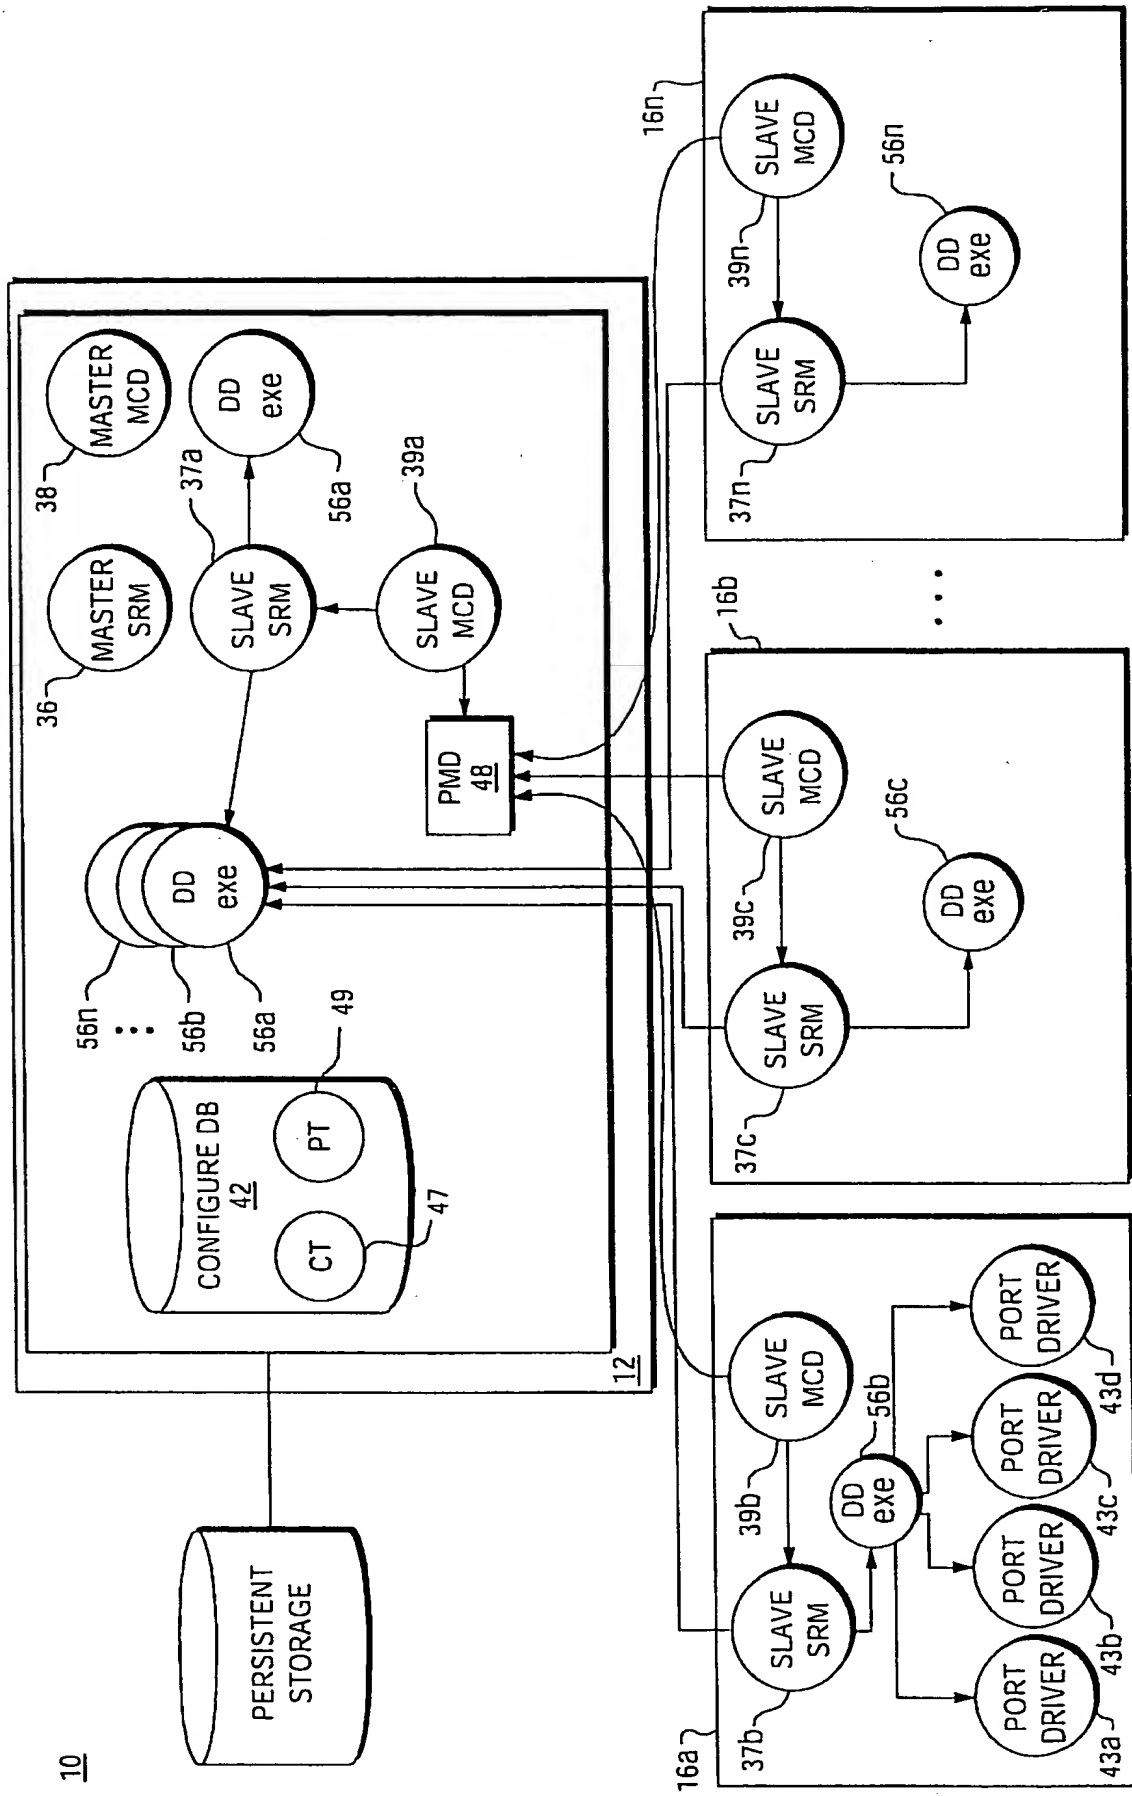 10
PERSISTENT
STORAGE
12
CONFIGURE DB
42
CT
47
PT
49
56n
56b
56a
DD
exe
36
MASTER
SRM
38
MASTER
MCD
SLAVE
SRM
37a
DD
exe
56a
SLAVE
MCD
39a
PMD
48
16a
37b
SLAVE
SRM
39b
SLAVE
MCD
DD
exe
56b
PORT
DRIVER
43a
PORT
DRIVER
43b
PORT
DRIVER
43c
PORT
DRIVER
43d
16b
37c
SLAVE
SRM
39c
SLAVE
MCD
DD
exe
56c
16n
37n
SLAVE
SRM
39n
SLAVE
MCD
DD
exe
56n